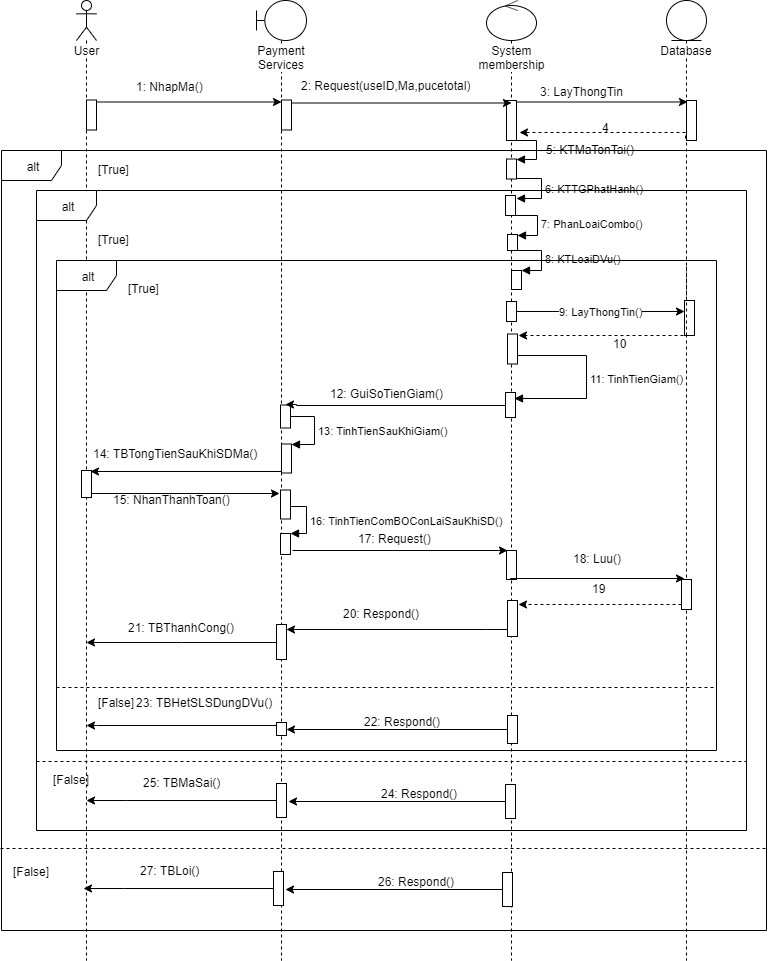 User
Payment
Services
System
membership
Database
1: NhapMa()
2: Request(useID,Ma,pucetotal)
3: LayThongTin
4
5: KTMaTonTai()
alt
[True]
6: KTTGPhatHanh()
alt
7: PhanLoaiCombo()
[True]
8: KTLoaiDVu()
alt
[True]
9: LayThongTin()
10
11: TinhTienGiam()
12: GuiSoTienGiam()
13: TinhTienSauKhiGiam()
14: TBTongTienSauKhiSDMa()
15: NhanThanhToan()
16: TinhTienComBOConLaiSauKhiSD()
17: Request()
18: Luu()
19
20: Respond()
21: TBThanhCong()
[False]
23: TBHetSLSDungDVu()
22: Respond()
[False]
25: TBMaSai()
24: Respond()
[False]
27: TBLoi()
26: Respond()